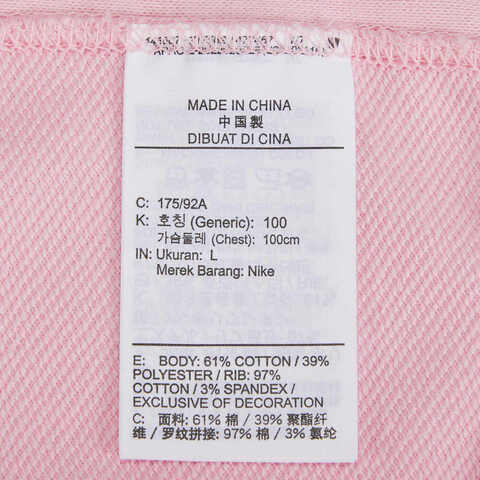 MADE IN CHINA
中国製
DIBUAT DI CINA
C: 175/92A
K: 호칭 (Generic): 100
가슴둘레 (Chest): 100cm
IN: Ukuran: L
Merek Barang: Nike
E: BODY: 61% COTTON / 39%
POLYESTER / RIB: 97%
COTTON / 3% SPANDEX /
EXCLUSIVE OF DECORATION
C: 面料: 61% 棉 / 39% 聚酯纤
维 / 罗纹拼接: 97% 棉 / 3% 氨纶